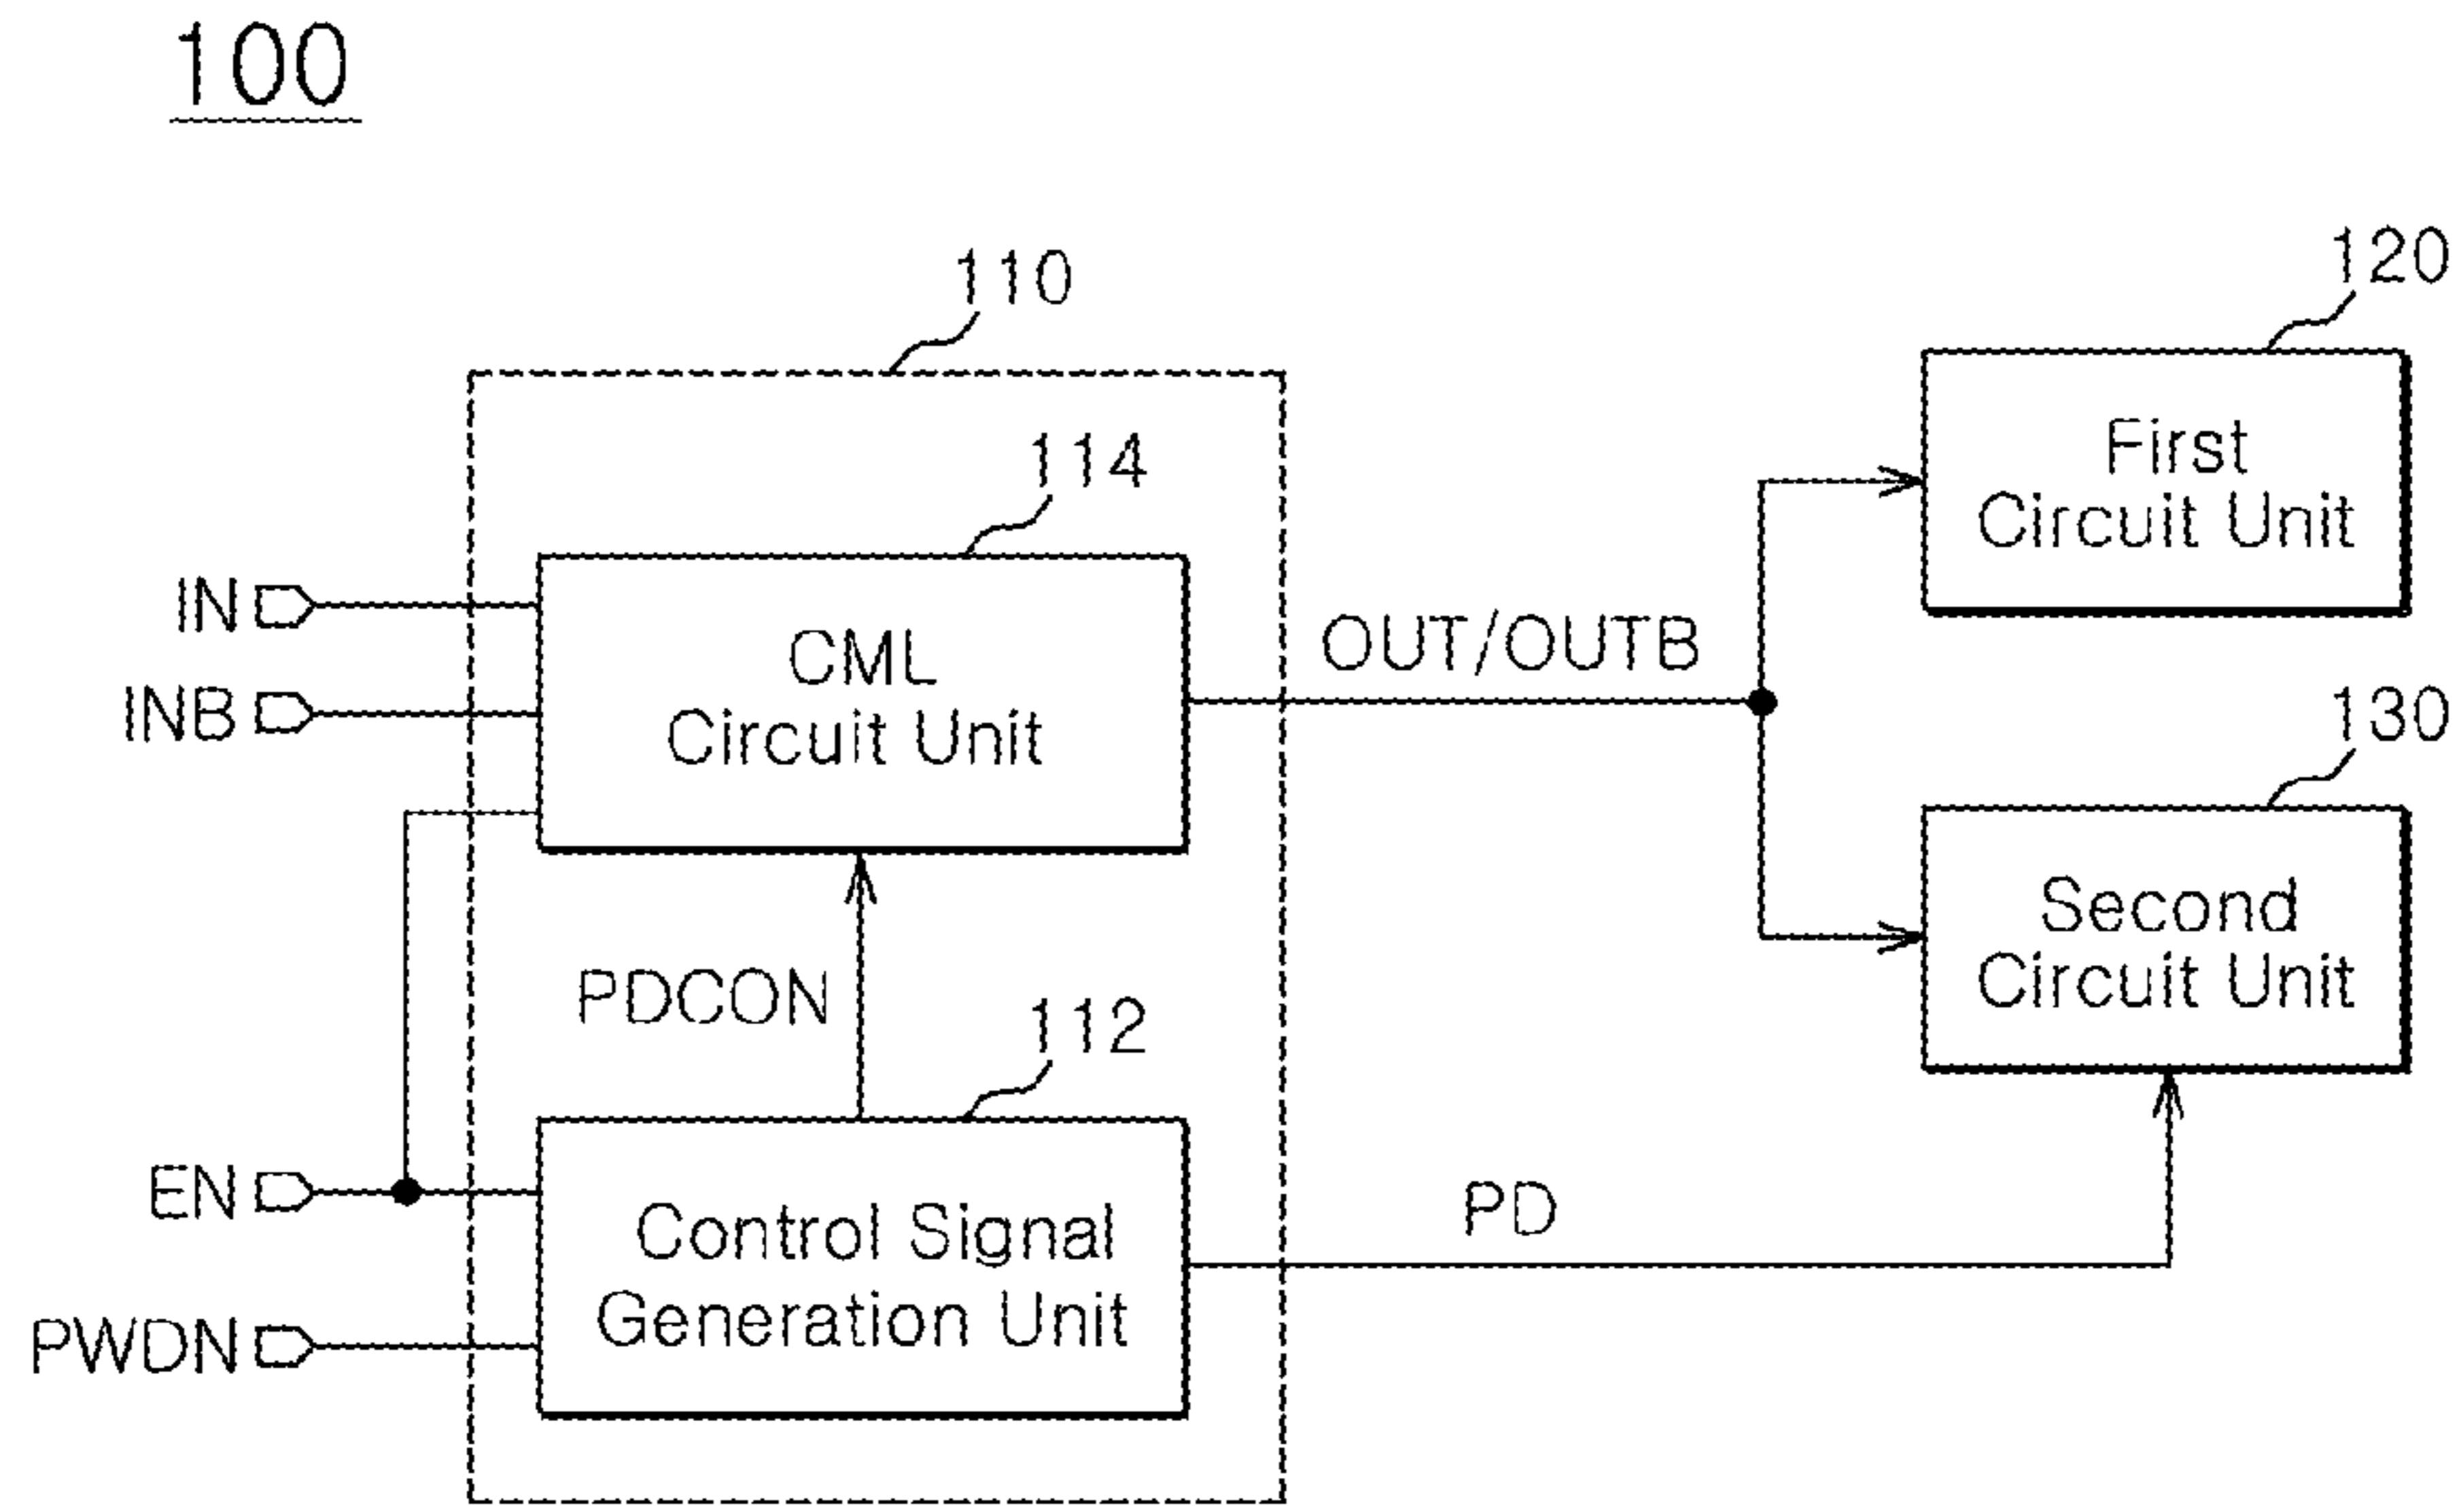 100
110
120
114
First
Circuit Unit
IN
CML
Circuit Unit
INB
OUT/OUTB
130
Second
Circuit Unit
PDCON
112
EN
Control Signal
Generation Unit
PD
PWDN